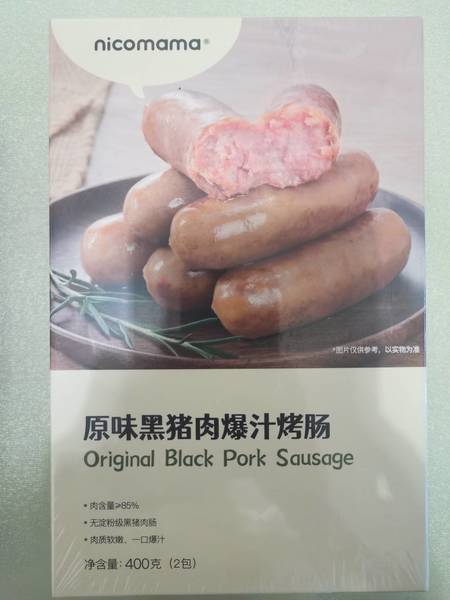 nicomama®
*图片仅供参考，以实物为准
原味黑猪肉爆汁烤肠
Original Black Pork Sausage
• 肉含量≥85%
• 无淀粉级黑猪肉肠
• 肉质软嫩、一口爆汁
净含量：400克（2包）